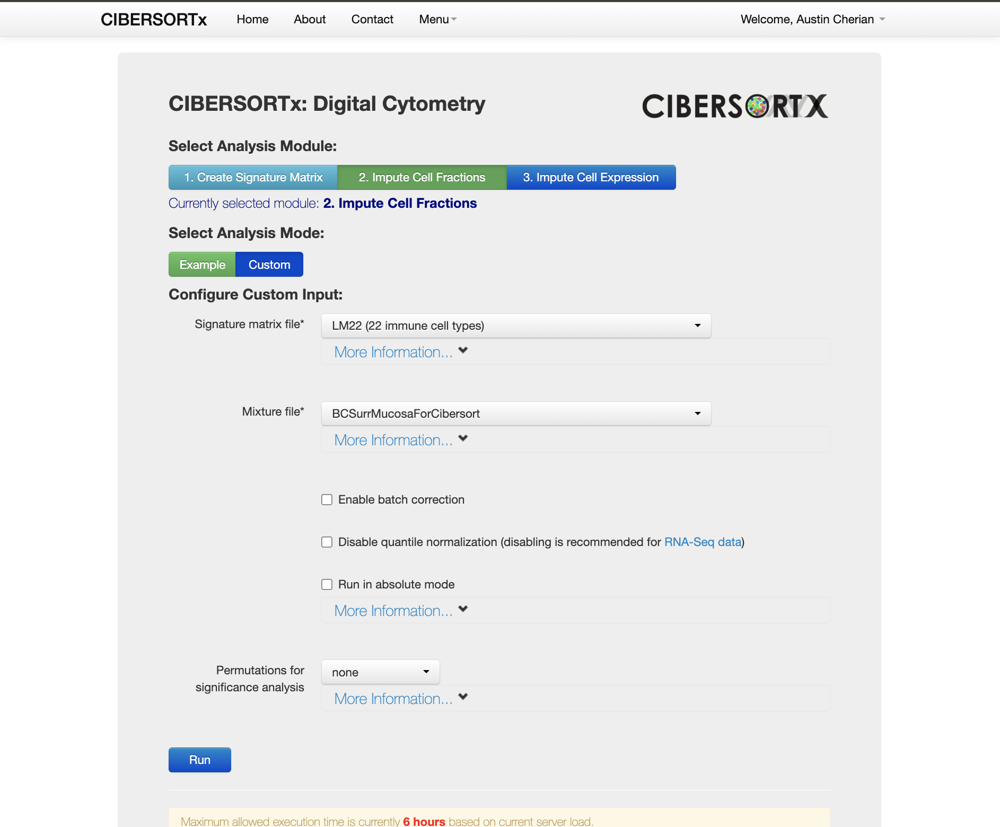 CIBERSORTx Home About Contact Menu Welcome, Austin Cherian
CIBERSORTx: Digital Cytometry
CIBERSORTX
Select Analysis Module:
1. Create Signature Matrix 2. Impute Cell Fractions 3. Impute Cell Expression
Currently selected module: 2. Impute Cell Fractions
Select Analysis Mode:
Example Custom
Configure Custom Input:
Signature matrix file* LM22 (22 immune cell types)
More Information...
Mixture file* BCSurrMucosaForCibersort
More Information...
Enable batch correction
Disable quantile normalization (disabling is recommended for RNA-Seq data)
Run in absolute mode
More Information...
Permutations for
significance analysis
none
More Information...
Run
Maximum allowed execution time is currently 6 hours based on current server load.